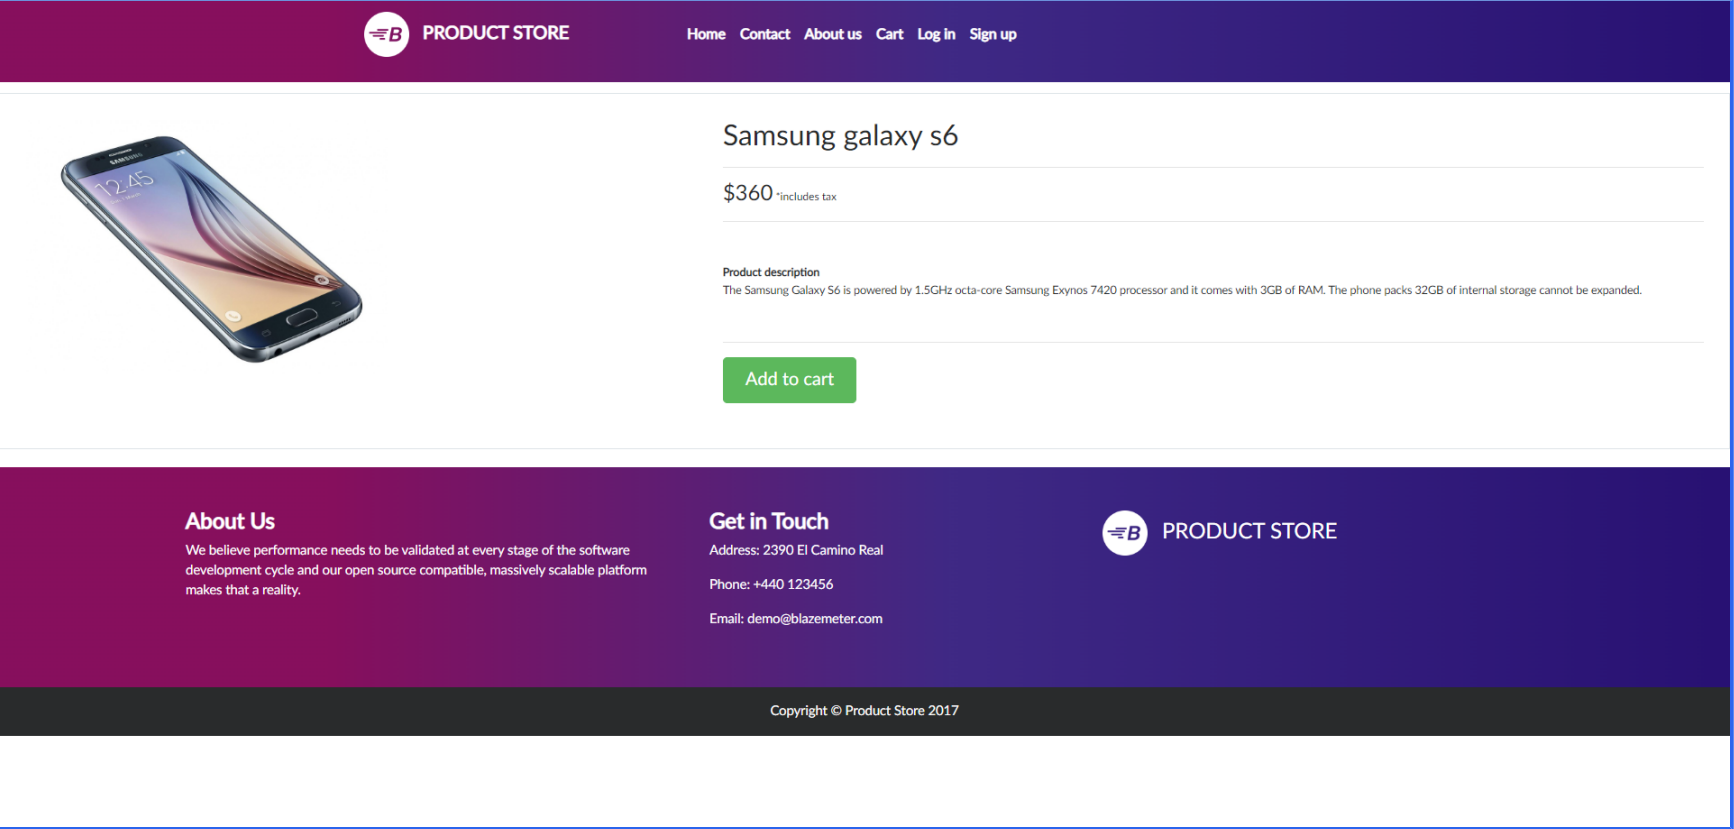 B PRODUCT STORE Home Contact About us Cart Log in Sign up
SAMSUNG
12:45
Samsung galaxy s6
$360 *includes tax
Product description
The Samsung Galaxy S6 is powered by 1.5GHz octa-core Samsung Exynos 7420 processor and it comes with 3GB of RAM. The phone packs 32GB of internal storage cannot be expanded.
Add to cart
About Us
We believe performance needs to be validated at every stage of the software
development cycle and our open source compatible, massively scalable platform
makes that a reality.
Get in Touch
Address: 2390 El Camino Real
Phone: +440 123456
Email: demo@blazemeter.com
B PRODUCT STORE
Copyright © Product Store 2017